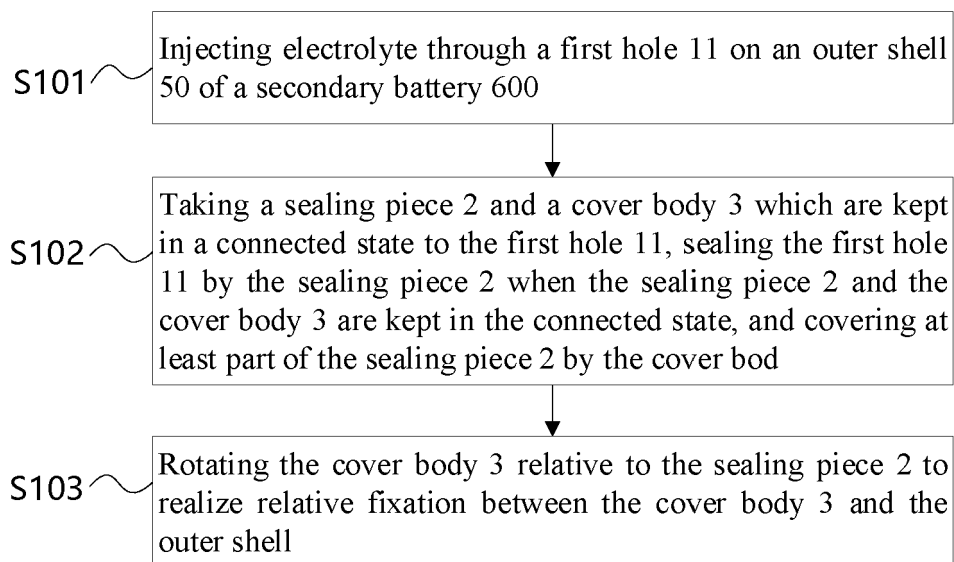 S101
Injecting electrolyte through a first hole 11 on an outer shell
50 of a secondary battery 600
S102
Taking a sealing piece 2 and a cover body 3 which are kept
in a connected state to the first hole 11, sealing the first hole
11 by the sealing piece 2 when the sealing piece 2 and the
cover body 3 are kept in the connected state, and covering at
least part of the sealing piece 2 by the cover bod
S103
Rotating the cover body 3 relative to the sealing piece 2 to
realize relative fixation between the cover body 3 and the
outer shell